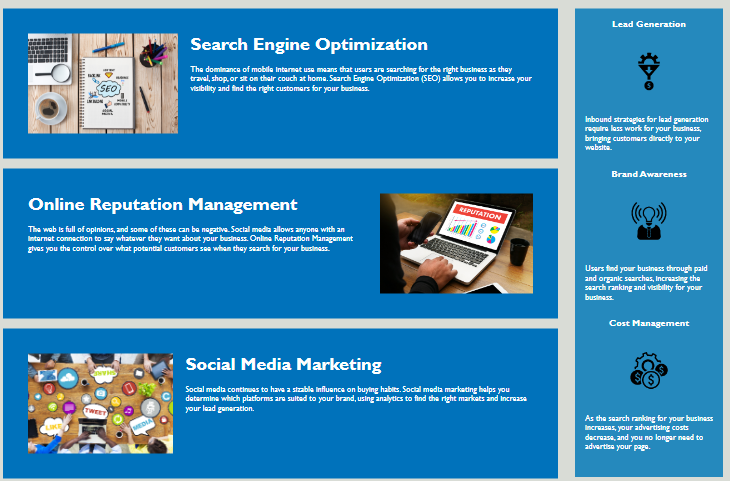 Search Engine Optimization
The dominance of mobile internet use means that users are searching for the right business as they
travel, shop, or sit on their couch at home. Search Engine Optimization (SEO) allows you to increase your
visibility and find the right customers for your business.
SEO
Online Reputation Management
The web is full of opinions, and some of these can be negative. Social media allows anyone with an
internet connection to say whatever they want about your business. Online Reputation Management
gives you the control over what potential customers see when they search for your business.
REPUTATION
Social Media Marketing
Social media continues to have a sizable influence on buying habits. Social media marketing helps you
determine which platforms are suited to your brand, using analytics to find the right markets and increase
your lead generation.
TWEET
LIKE
MEDIA
Lead Generation
Inbound strategies for lead generation
require less work for your business,
bringing customers directly to your
website.
Brand Awareness
Users find your business through paid
and organic searches, increasing the
search ranking and visibility for your
business.
Cost Management
As the search ranking for your business
increases, your advertising costs
decrease, and you no longer need to
advertise your page.